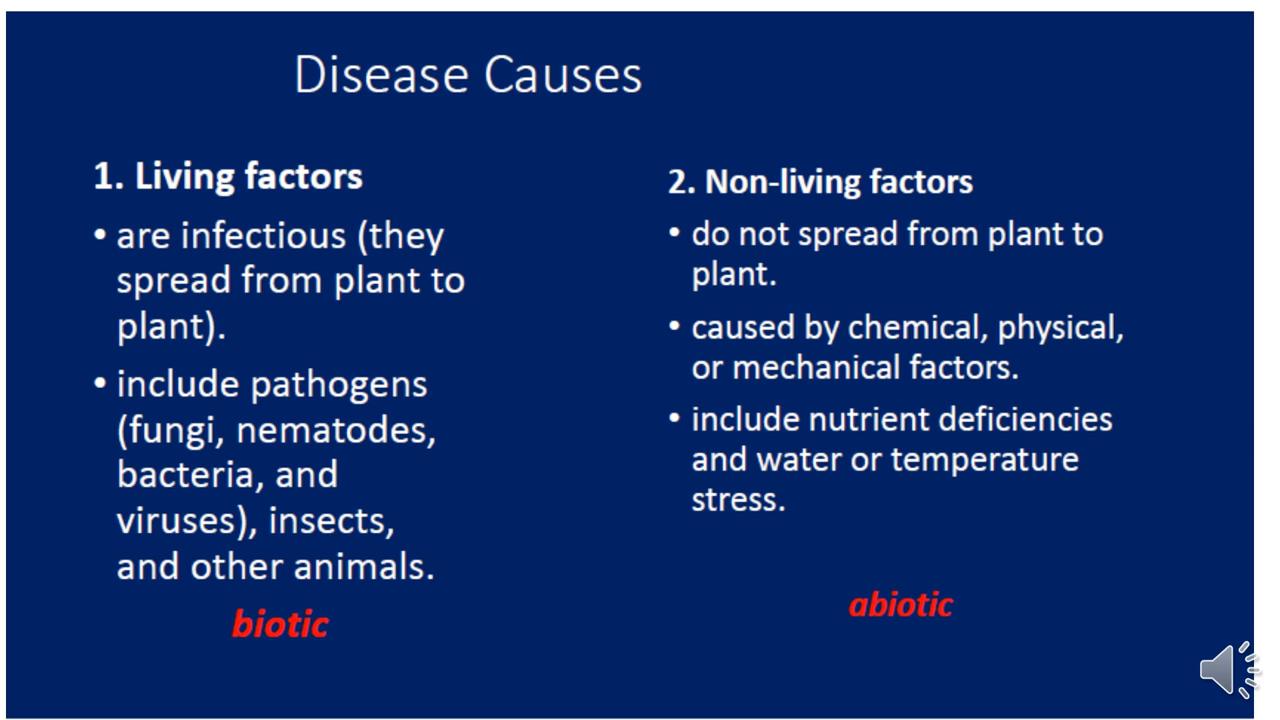 Disease Causes
1. Living factors
• are infectious (they
spread from plant to
plant).
• include pathogens
(fungi, nematodes,
bacteria, and
viruses), insects,
and other animals.
biotic
2. Non-living factors
• do not spread from plant to
plant.
• caused by chemical, physical,
or mechanical factors.
• include nutrient deficiencies
and water or temperature
stress.
abiotic